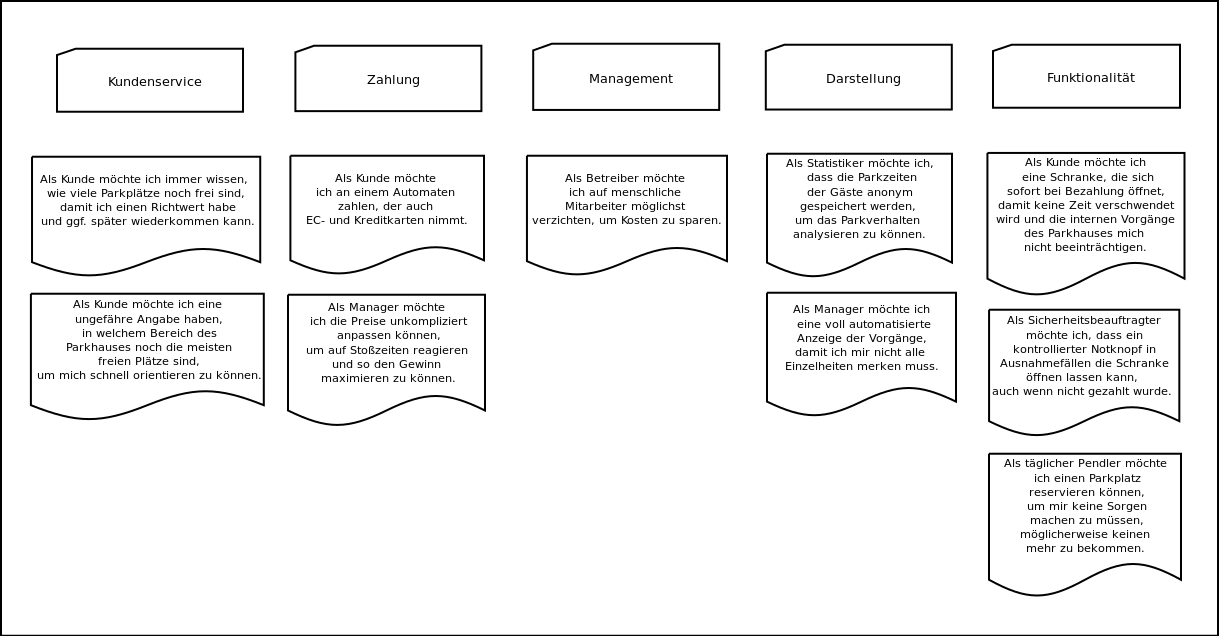 Kundenservice
Zahlung
Management
Darstellung
Funktionalität
Als Kunde möchte ich immer wissen,
wie viele Parkplätze noch frei sind,
damit ich einen Richtwert habe
und ggf. später wiederkommen kann.
Als Kunde möchte ich eine
ungefähre Angabe haben,
in welchem Bereich des
Parkhauses noch die meisten
freien Plätze sind,
um mich schnell orientieren zu können.
Als Kunde möchte
ich an einem Automaten
zahlen, der auch
EC- und Kreditkarten nimmt.
Als Manager möchte
ich die Preise unkompliziert
anpassen können,
um auf Stoßzeiten reagieren
und so den Gewinn
maximieren zu können.
Als Betreiber möchte
ich auf menschliche
Mitarbeiter möglichst
verzichten, um Kosten zu sparen.
Als Statistiker möchte ich,
dass die Parkzeiten
der Gäste anonym
gespeichert werden,
um das Parkverhalten
analysieren zu können.
Als Manager möchte ich
eine voll automatisierte
Anzeige der Vorgänge,
damit ich mir nicht alle
Einzelheiten merken muss.
Als Kunde möchte ich
eine Schranke, die sich
sofort bei Bezahlung öffnet,
damit keine Zeit verschwendet
wird und die internen Vorgänge
des Parkhauses mich
nicht beeinträchtigen.
Als Sicherheitsbeauftragter
möchte ich, dass ein
kontrollierter Notknopf in
Ausnahmefällen die Schranke
öffnen lassen kann,
auch wenn nicht gezahlt wurde.
Als täglicher Pendler möchte
ich einen Parkplatz
reservieren können,
um mir keine Sorgen
machen zu müssen,
möglicherweise keinen
mehr zu bekommen.